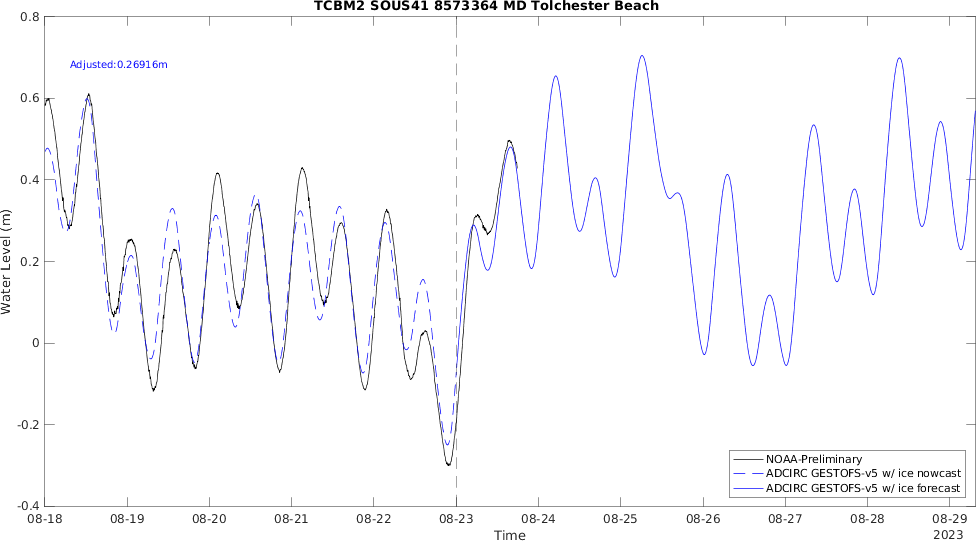 TCBM2 SOUS41 8573364 MD Tolchester Beach
0.8
Adjusted:0.26916m
0.6
0.4
0.2
0
-0.2
-0.4
Water Level (m)
NOAA-Preliminary
ADCIRC GESTOFS-v5 w/ ice nowcast
ADCIRC GESTOFS-v5 w/ ice forecast
08-18 08-19 08-20 08-21 08-22 08-23 08-24 08-25 08-26 08-27 08-28 08-29
Time
2023